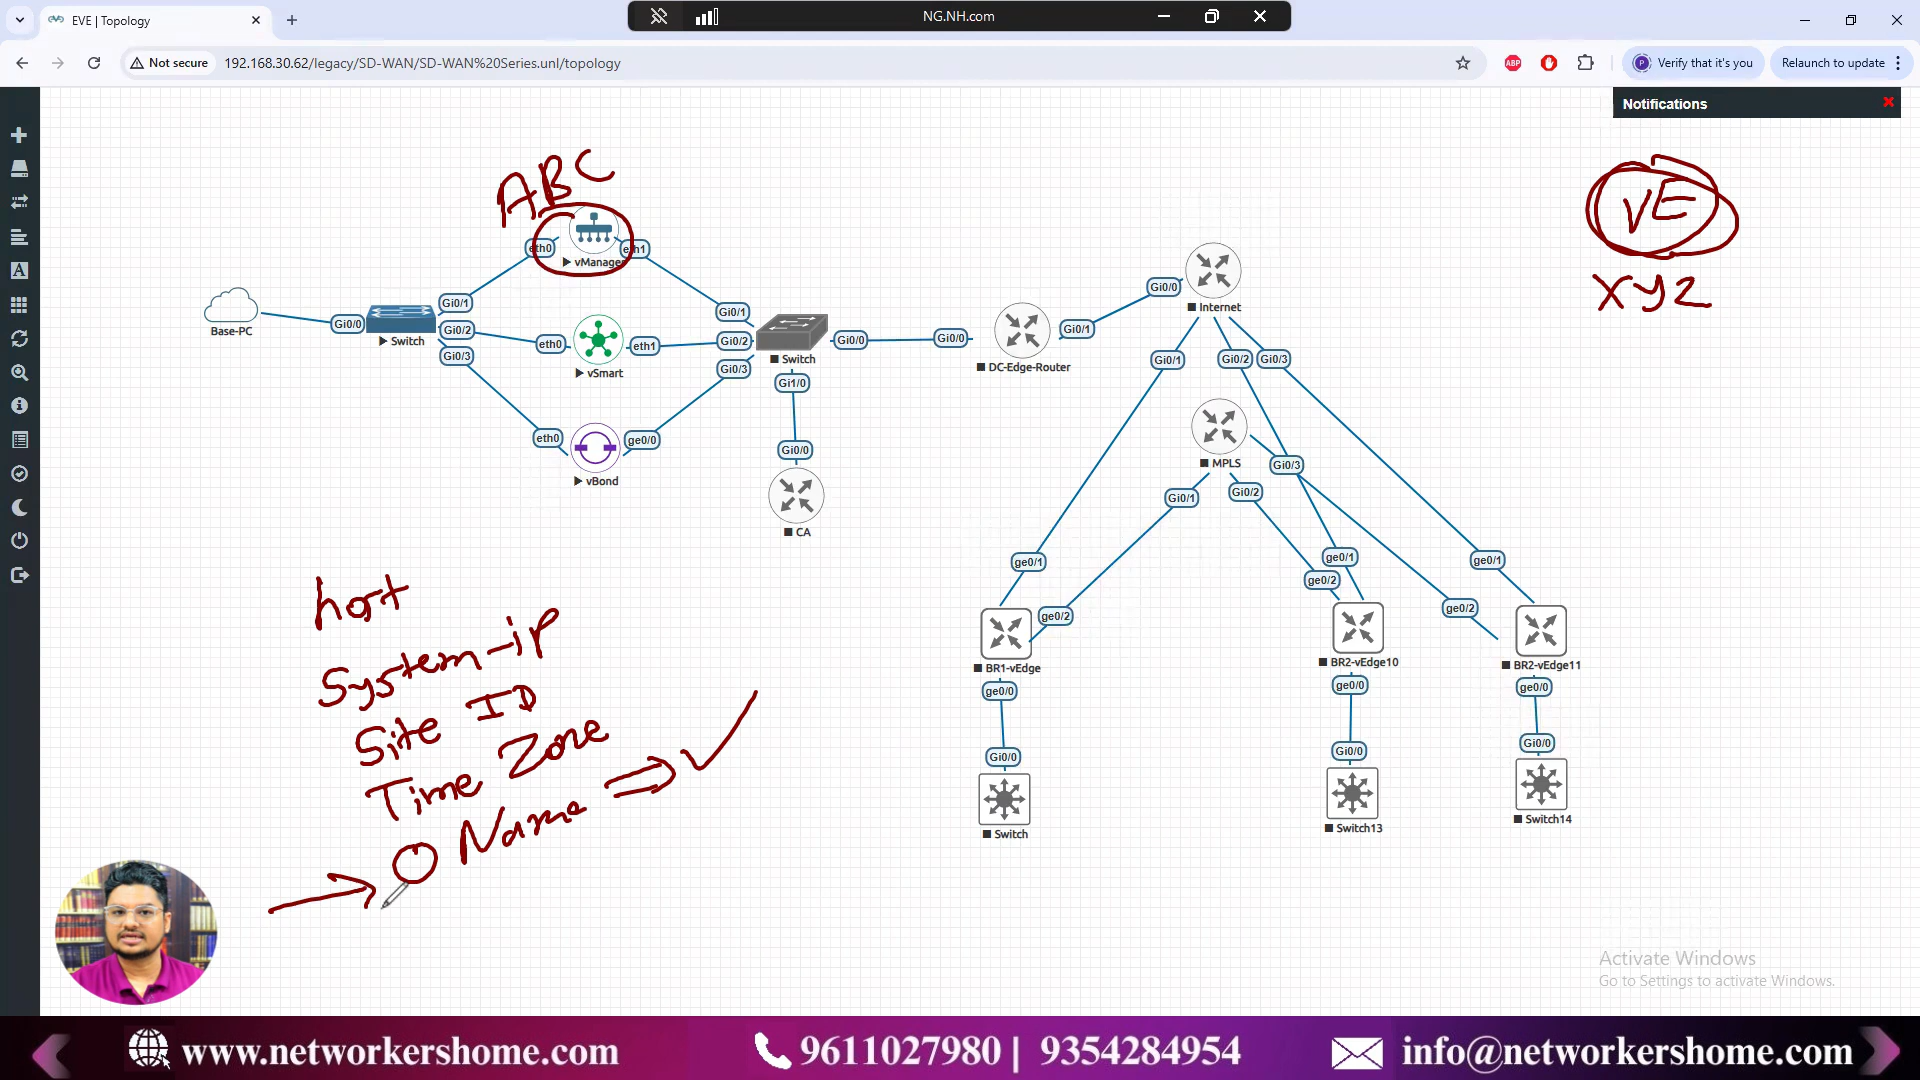 EVE | Topology
NG.NH.com
Not secure
192.168.30.62/legacy/SD-WAN/SD-WAN%20Series.unl/topology
ABP
P
Verify that it's you
Relaunch to update
Notifications
ABC
VE
XYZ
eth0
eth1
vManage
Gi0/0
Internet
Base-PC
Gi0/0
Gi0/1
Gi0/2
Gi0/3
Switch
eth0
eth1
vSmart
Gi0/1
Gi0/2
Gi0/3
Switch
Gi0/0
Gi0/0
Gi0/1
DC-Edge-Router
Gi0/1
Gi0/2
Gi0/3
Gi1/0
eth0
ge0/0
vBond
Gi0/0
CA
MPLS
Gi0/3
Gi0/1
Gi0/2
ge0/1
ge0/1
ge0/2
ge0/1
ge0/2
ge0/2
BR1-vEdge
BR2-vEdge10
BR2-vEdge11
ge0/0
ge0/0
ge0/0
Gi0/0
Gi0/0
Gi0/0
Switch
Switch13
Switch14
host
System-ip
Site ID
Time Zone
O Name
Activate Windows
Go to Settings to activate Windows.
www.networkershome.com
9611027980 | 9354284954
info@networkershome.com